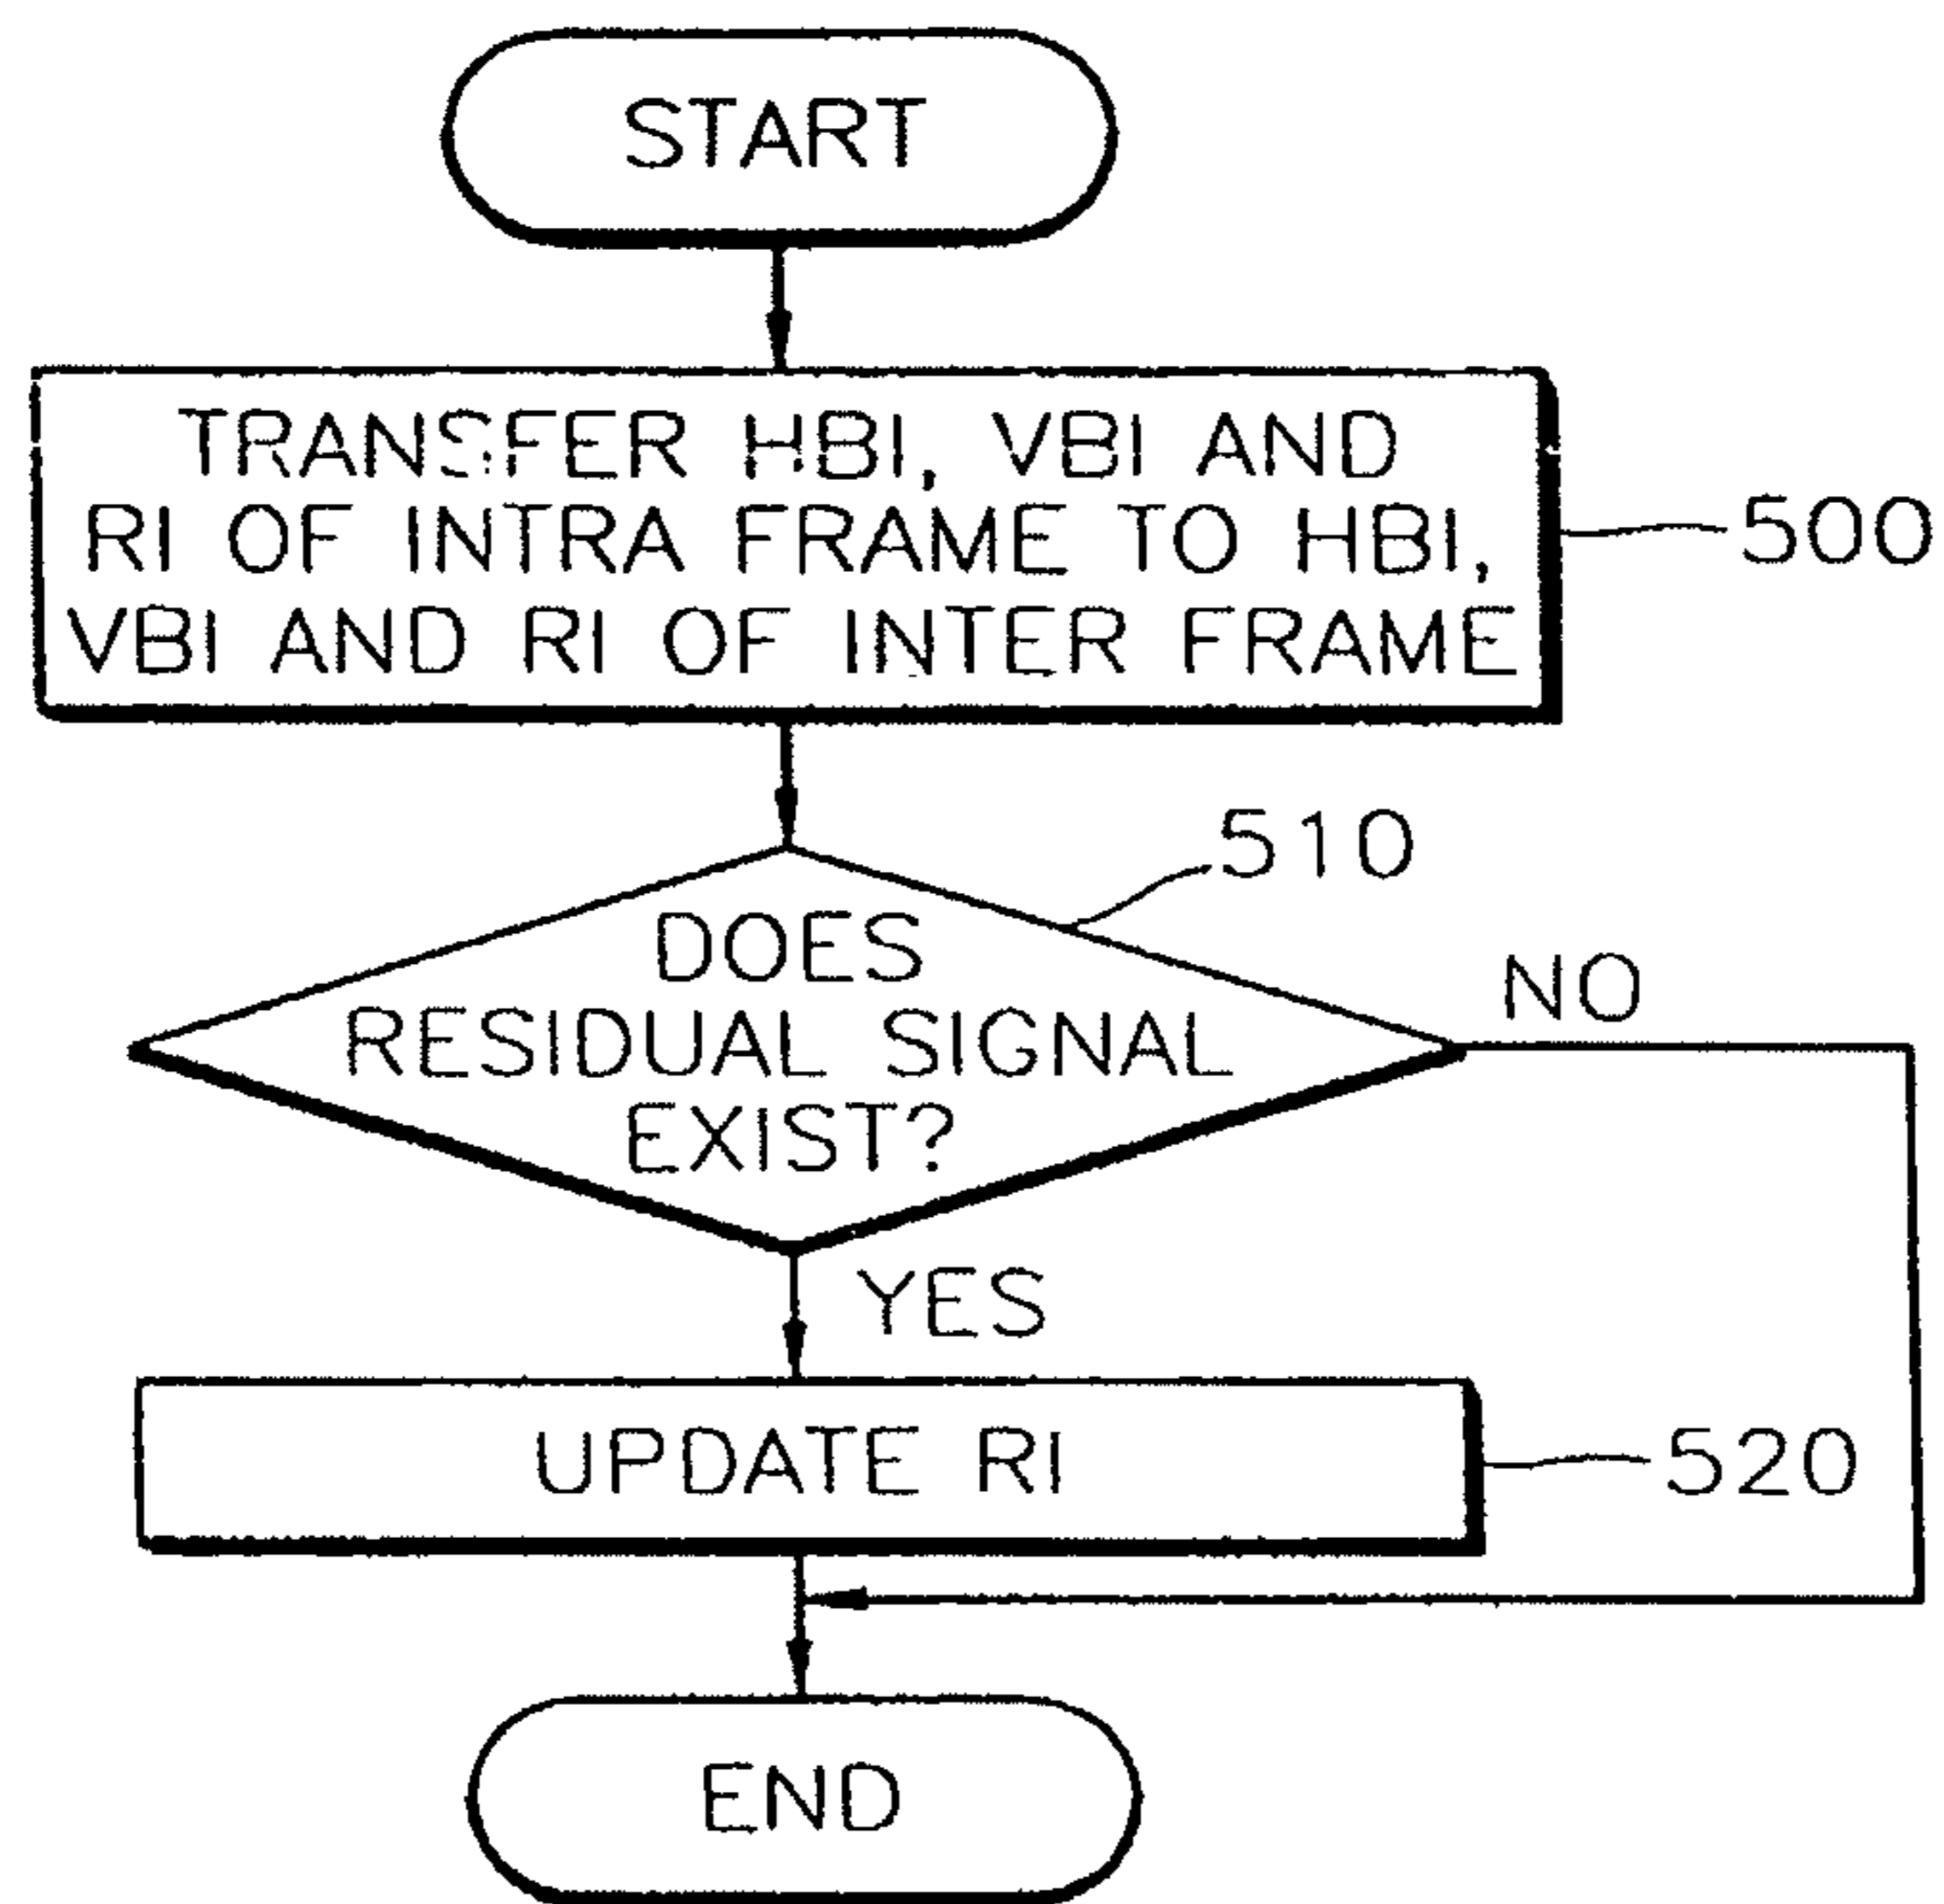 START
TRANSFER HBI, VBI AND
RI OF INTRA FRAME TO HBI,
VBI AND RI OF INTER FRAME
500
510
DOES
RESIDUAL SIGNAL
EXIST?
NO
YES
UPDATE RI
520
END